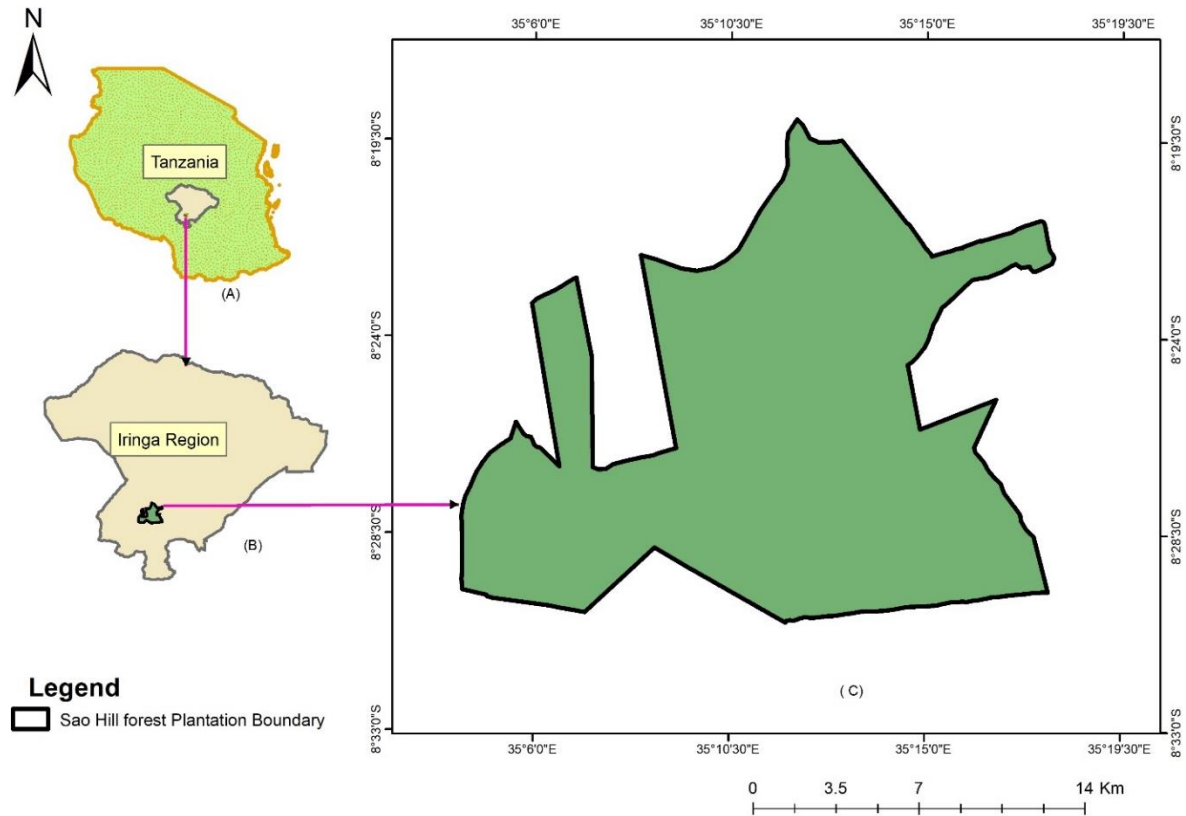 N
Tanzania
(A)
Iringa Region
(B)
Legend
Sao Hill forest Plantation Boundary
35°6'0"E
35°10'30"E
35°15'0"E
35°19'30"E
8°19'30"S
8°19'30"S
8°24'0"S
8°24'0"S
8°28'30"S
8°28'30"S
8°33'0"S
8°33'0"S
( C)
35°6'0"E
35°10'30"E
35°15'0"E
35°19'30"E
0 3.5 7 14 Km